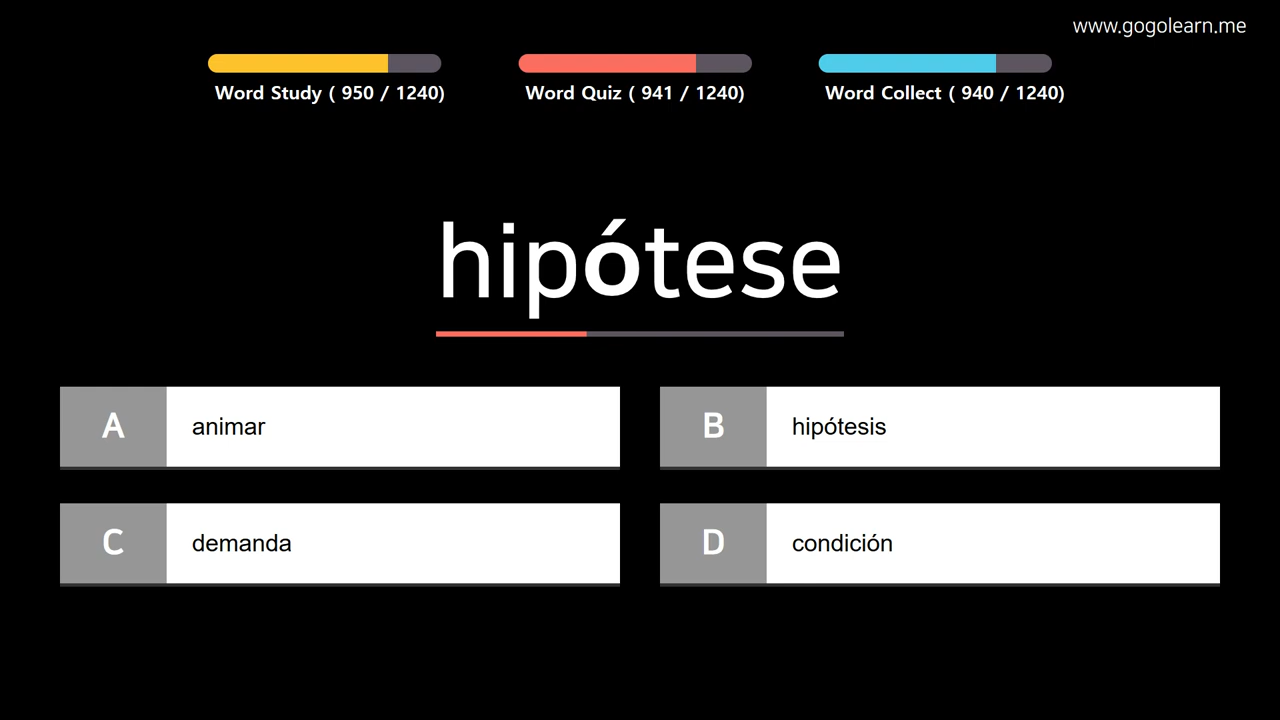 www.gogolearn.me
Word Study ( 950 / 1240)
Word Quiz ( 941 / 1240)
Word Collect ( 940 / 1240)
hipótese
A animar
B hipótesis
C demanda
D condición